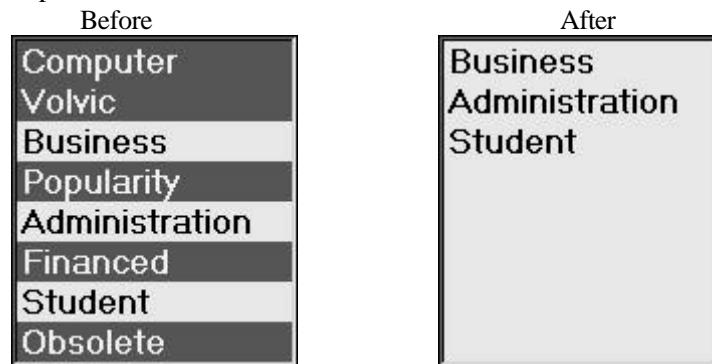 Before
After
Computer
Volvic
Business
Popularity
Administration
Financed
Student
Obsolete
Business
Administration
Student